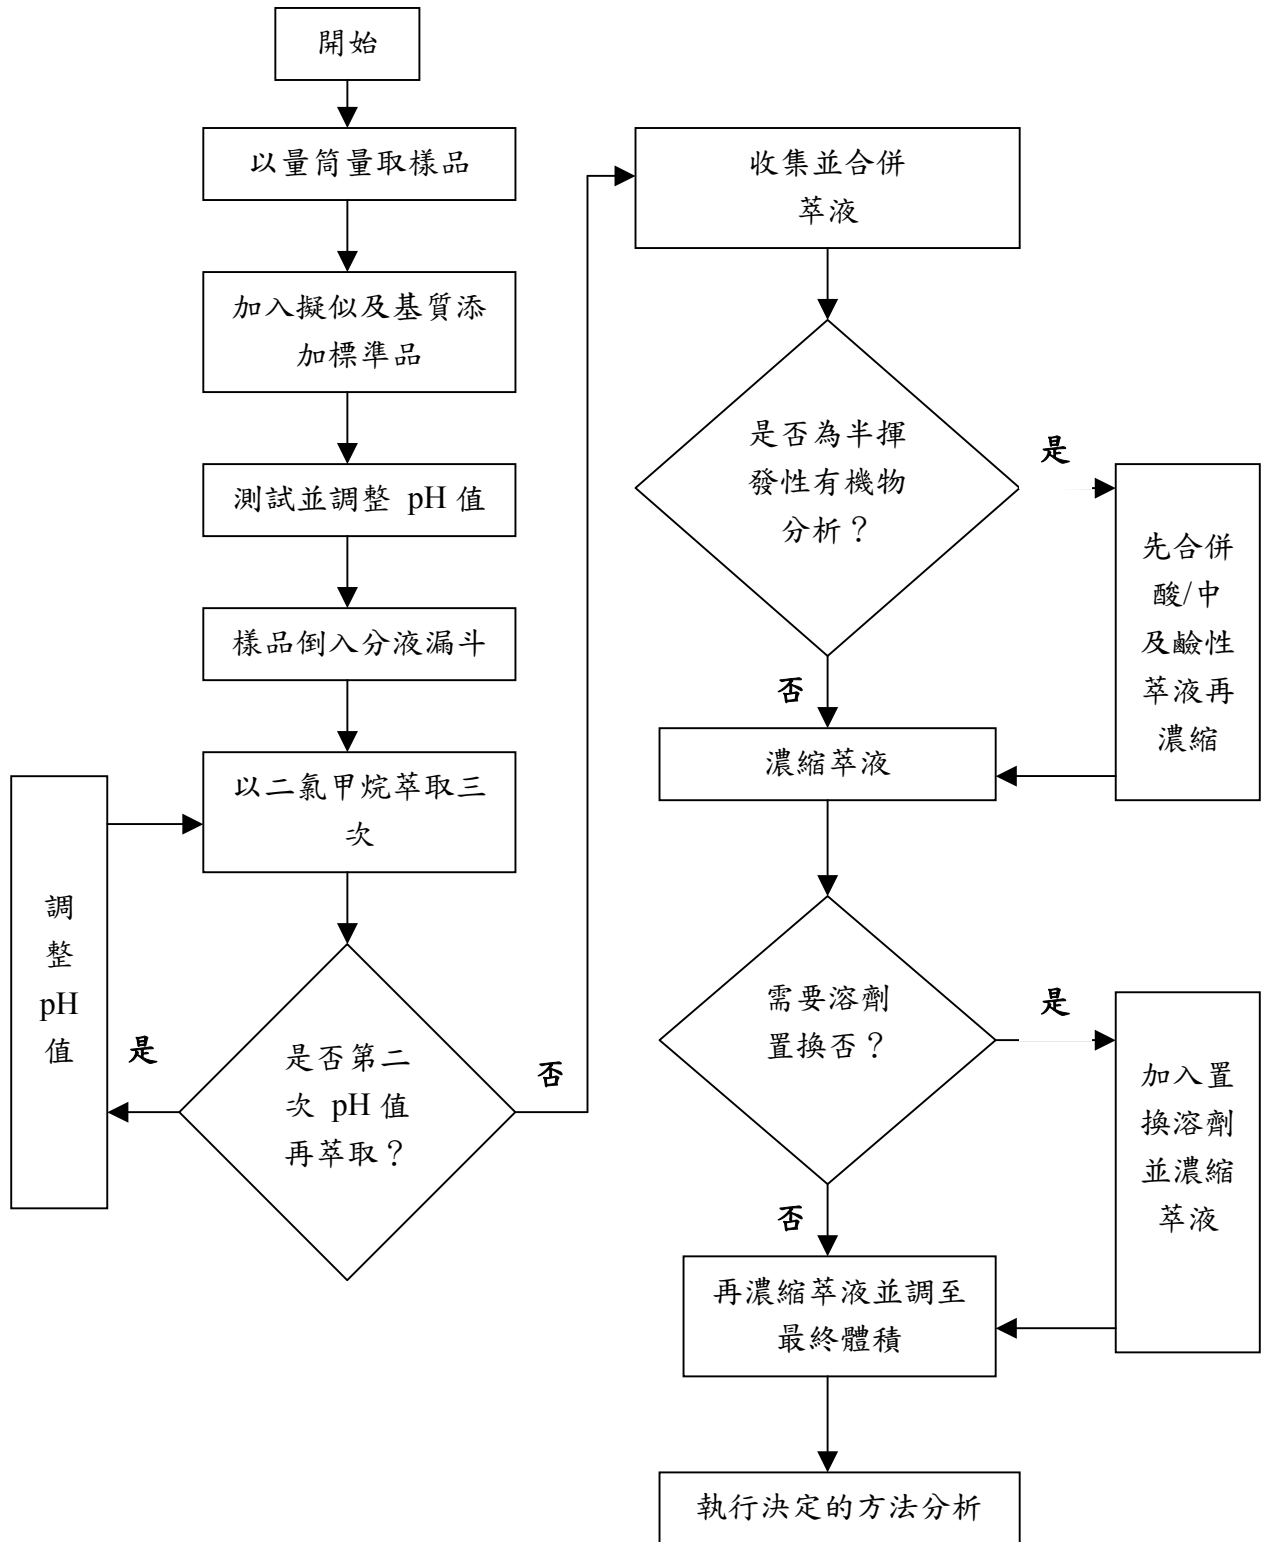 開始
以量筒量取樣品
加入擬似及基質添
加標準品
測試並調整 pH 值
樣品倒入分液漏斗
以二氯甲烷萃取三
次
調
整
pH
值
是
是否第二
次 pH 值
再萃取？
否
收集並合併
萃液
是否為半揮
發性有機物
分析？
是
先合併
酸/中
及鹼性
萃液再
濃縮
否
濃縮萃液
需要溶劑
置換否？
是
加入置
換溶劑
並濃縮
萃液
否
再濃縮萃液並調至
最終體積
執行決定的方法分析